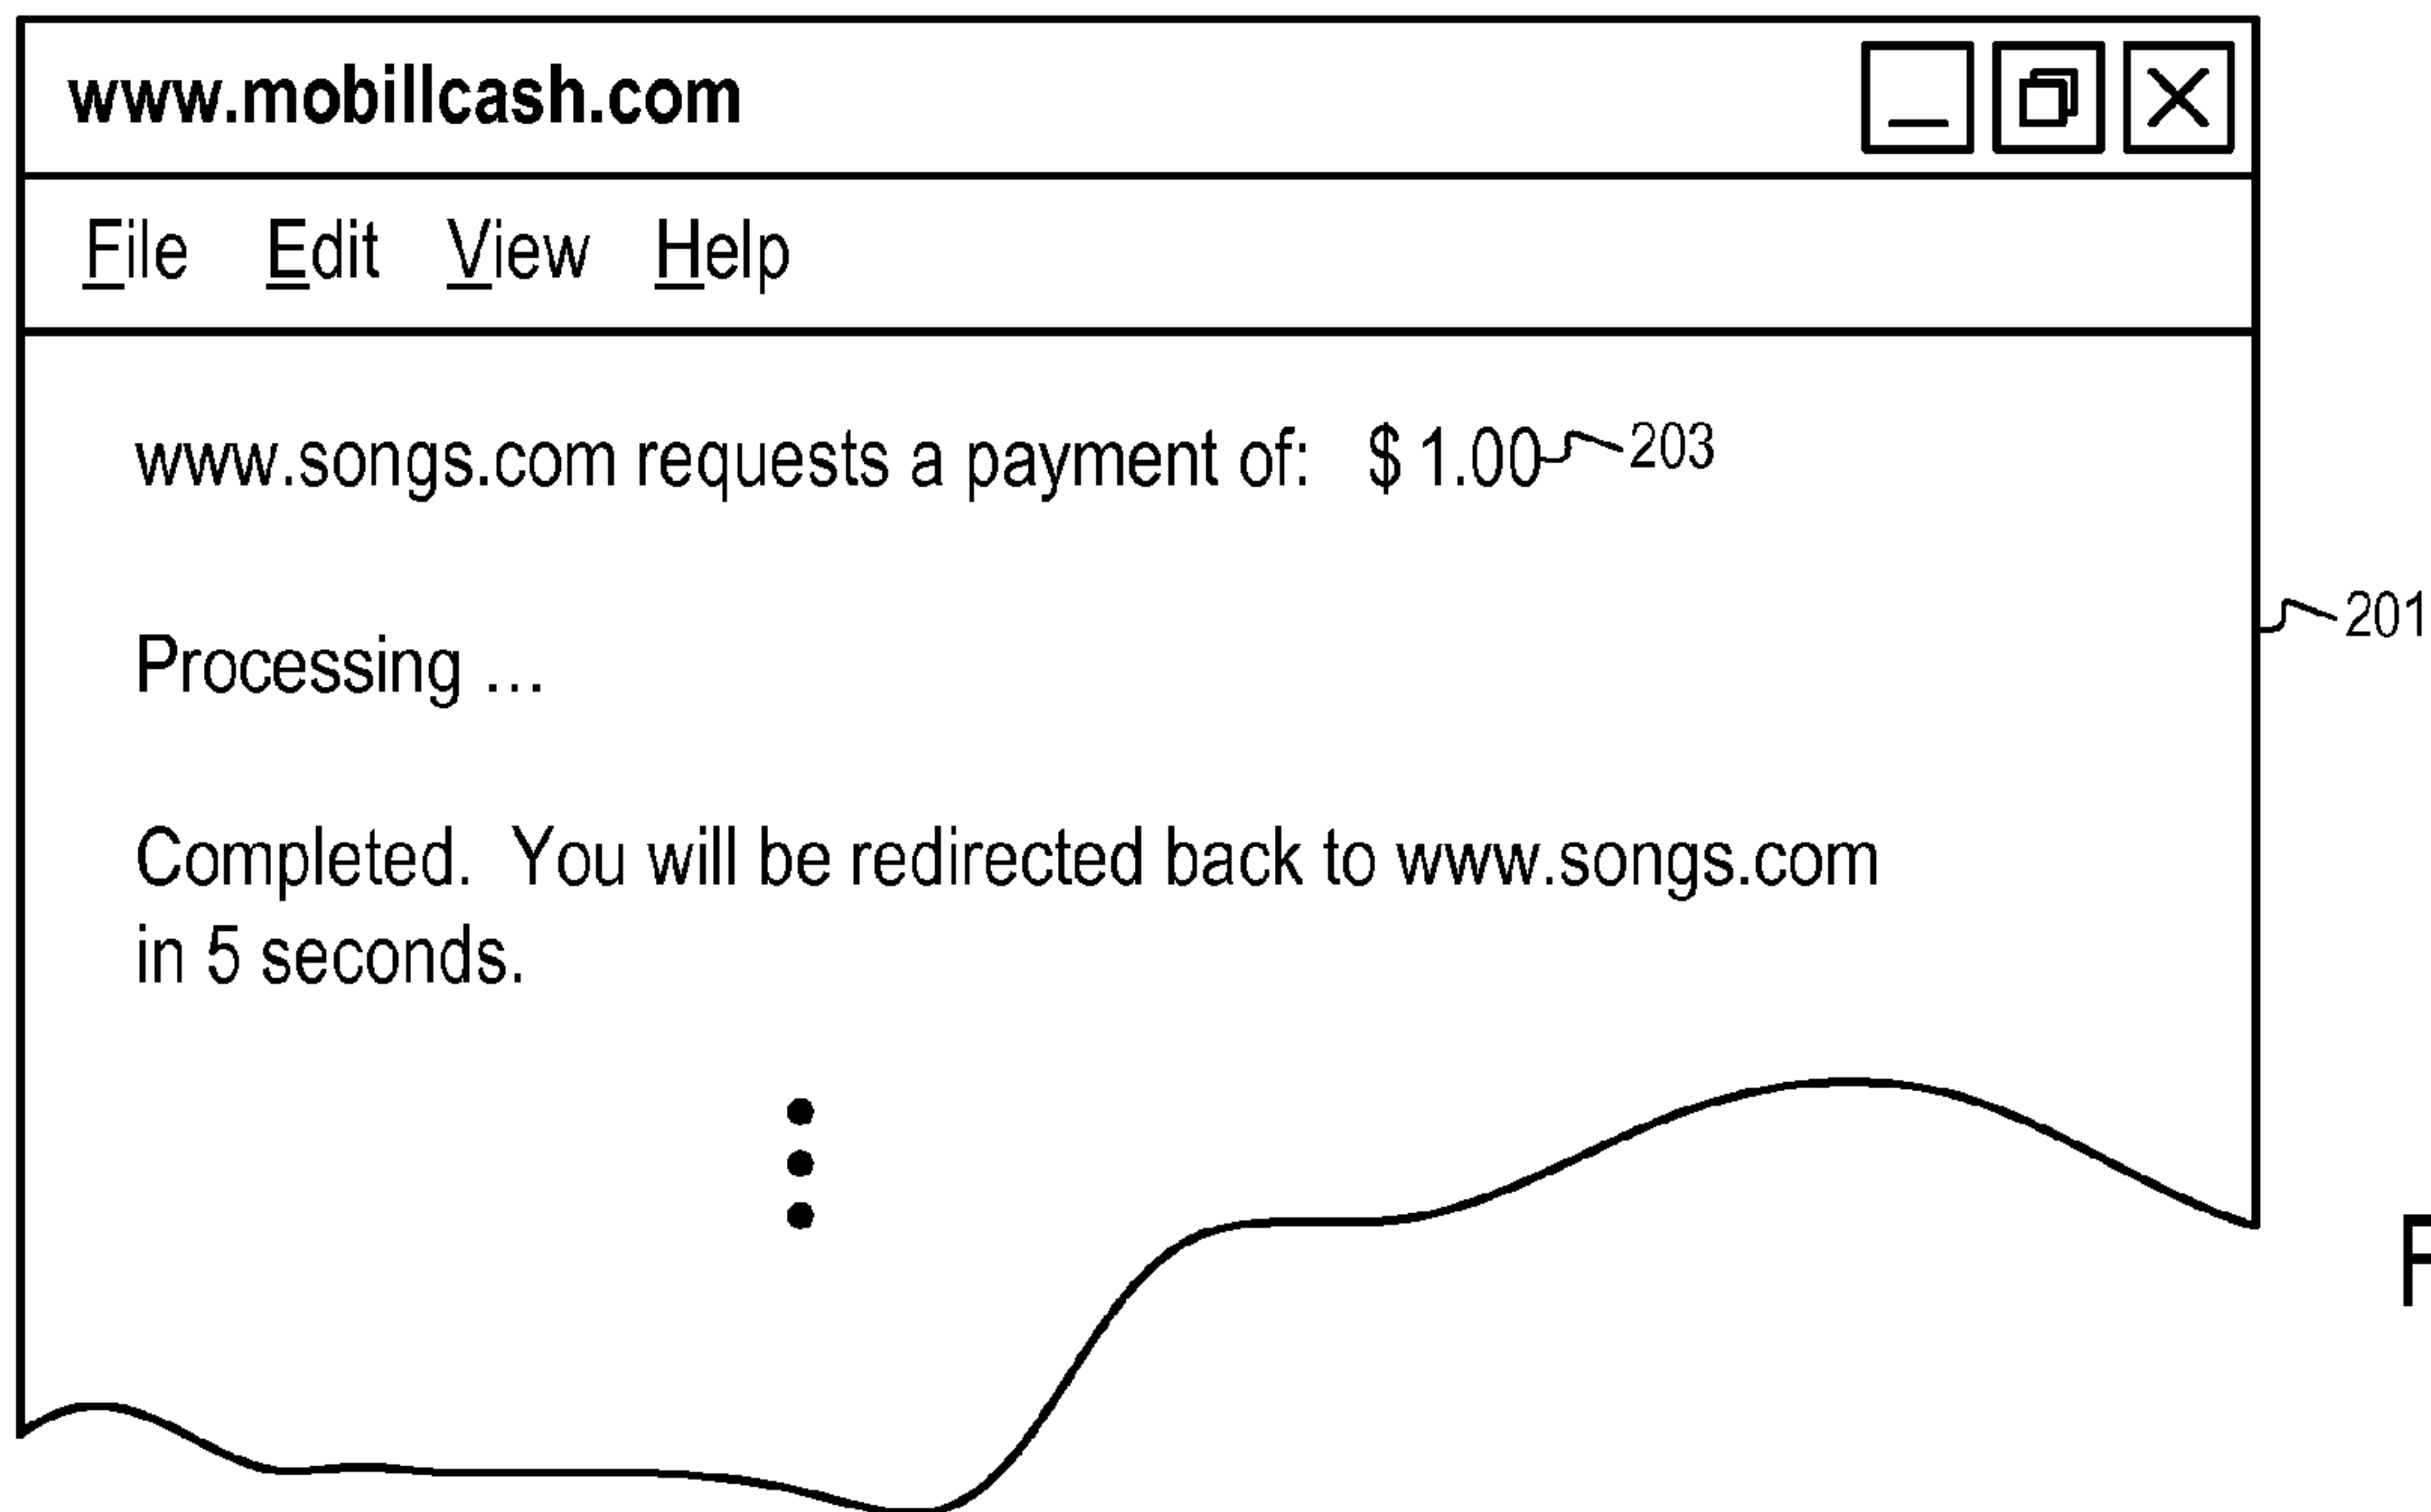 www.mobillcash.com
File Edit View Help
www.songs.com requests a payment of: $ 1.00 203
201
Processing ...
Completed. You will be redirected back to www.songs.com
in 5 seconds.
F